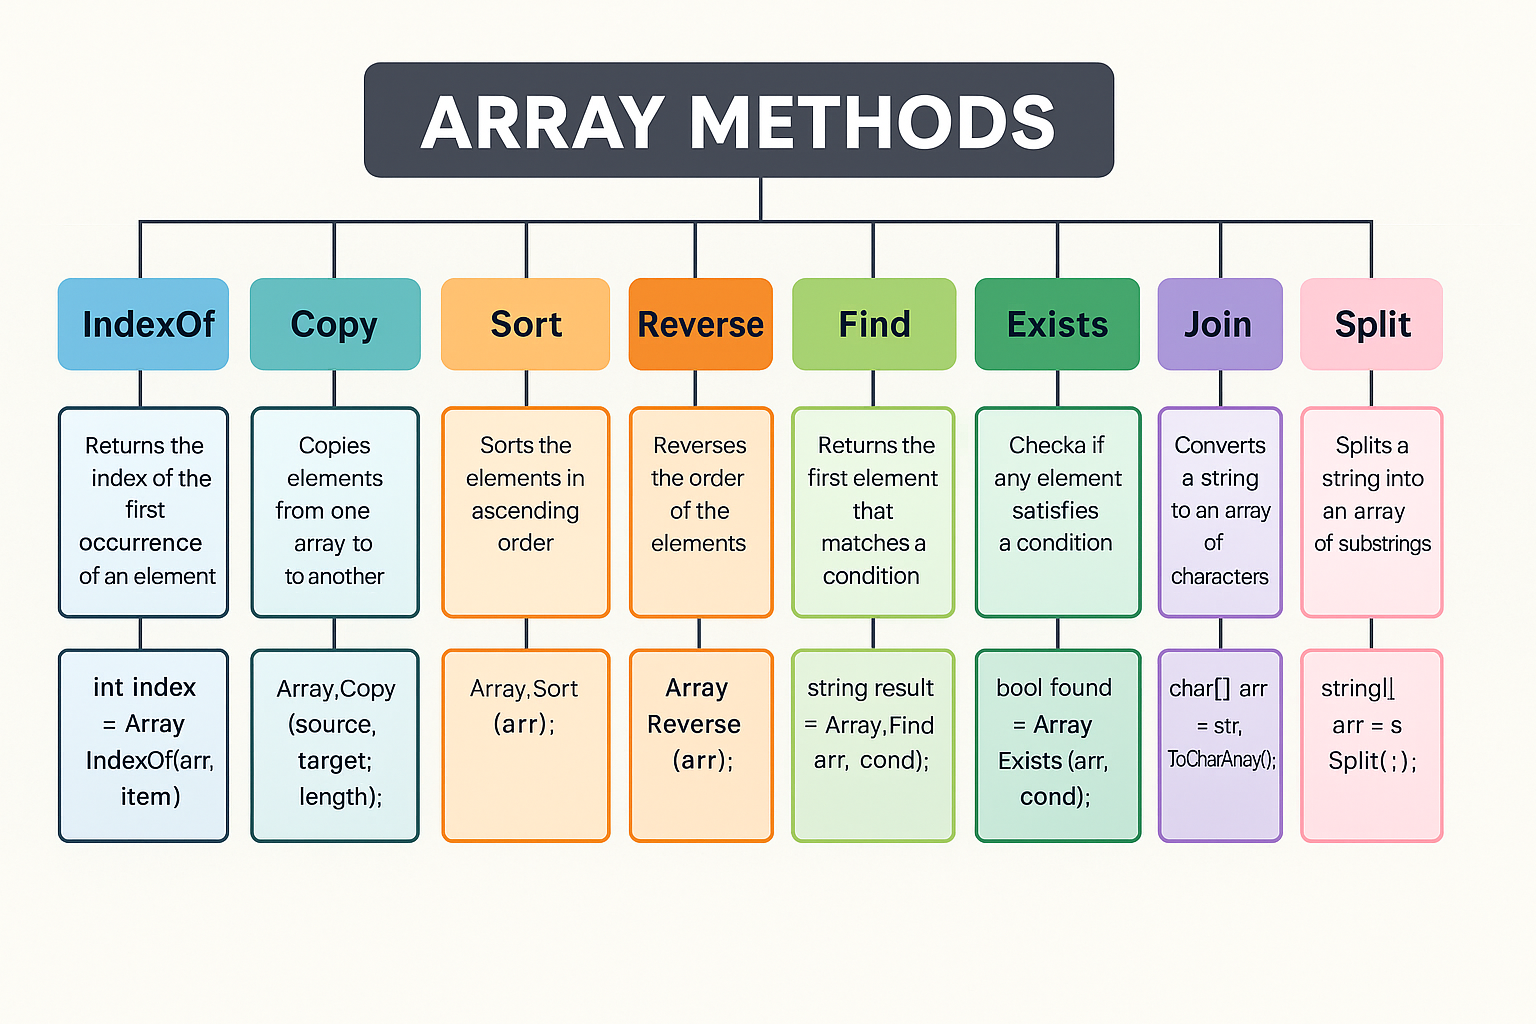 ARRAY METHODS
IndexOf
Copy
Sort
Reverse
Find
Exists
Join
Split
Returns the
index of the
first
occurrence
of an element
Copies
elements
from one
array to
to another
Sorts the
elements in
ascending
order
Reverses
the order
of the
elements
Returns the
first element
that
matches a
condition
Checka if
any element
satisfies
a condition
Converts
a string
to an array
of
characters
Splits a
string into
an array
of substrings
int index
= Array
IndexOf(arr,
item)
Array,Copy
(source,
target;
length);
Array,Sort
(arr);
Array
Reverse
(arr);
string result
= Array,Find
arr, cond);
bool found
= Array
Exists (arr,
cond);
char[] arr
= str,
ToCharAnay();
arr = s
Split( ; );